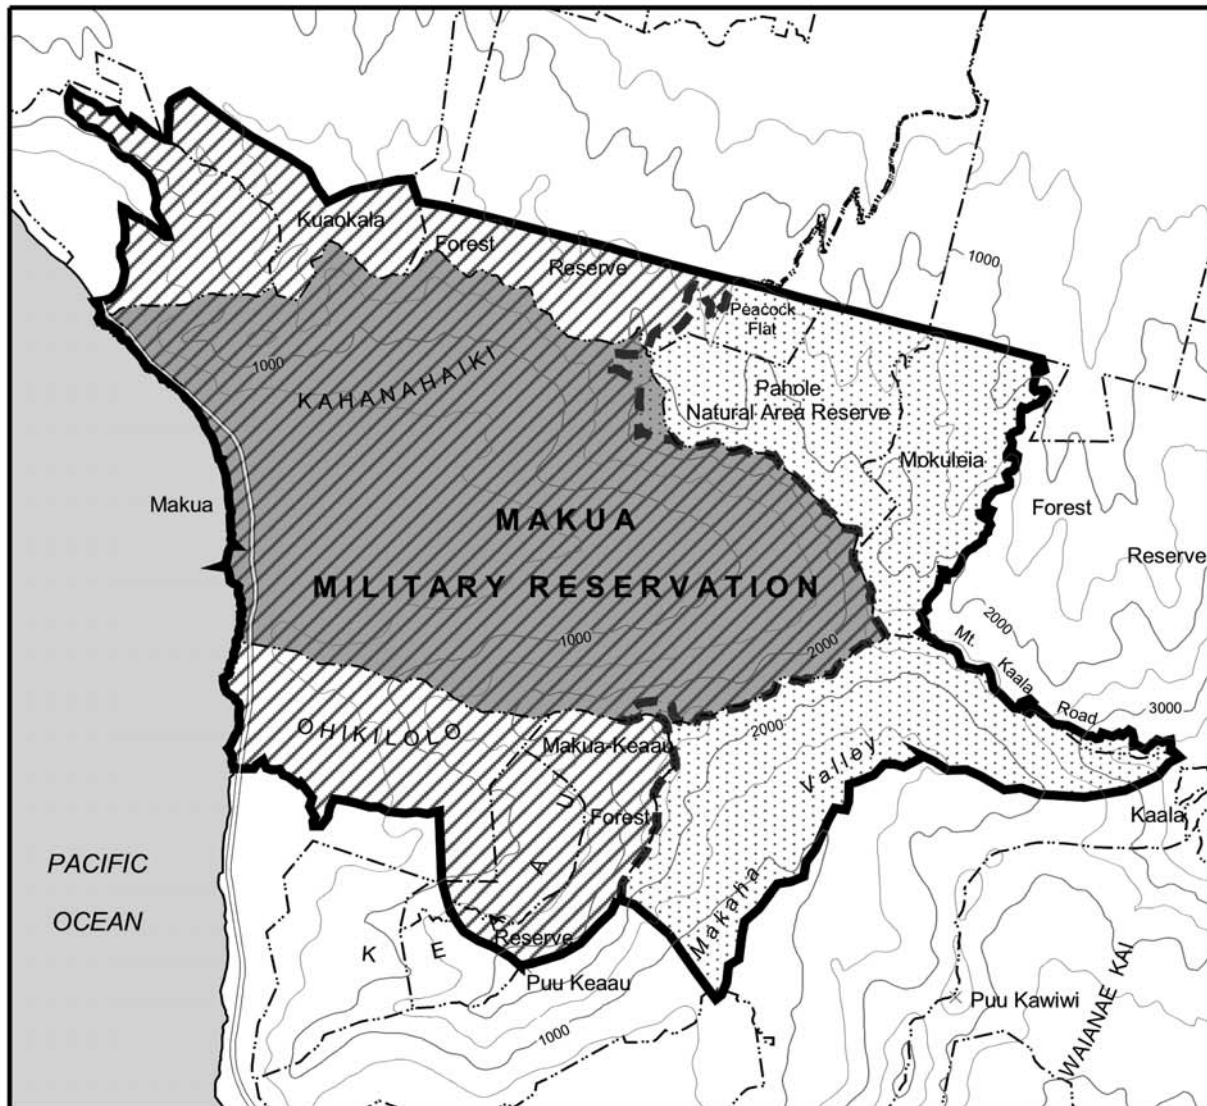 Kuaokala
Forest
Reserve
1000
Peacock
Flat
1000
KAHANAHAIKI
Pahole
Natural Area Reserve
Mokuleia
Makua
MAKUA
Forest
MILITARY RESERVATION
Reserve
2000
1000
2000
Mt. Kaala Road
3000
OHIKILOLO
Makua-Keaau
2000
Makaha Valley
Forest
Kaala
PACIFIC
OCEAN
KEAAU
Reserve
Puu Keaau
Puu Kawiwi
1000
WAIANAE KAI